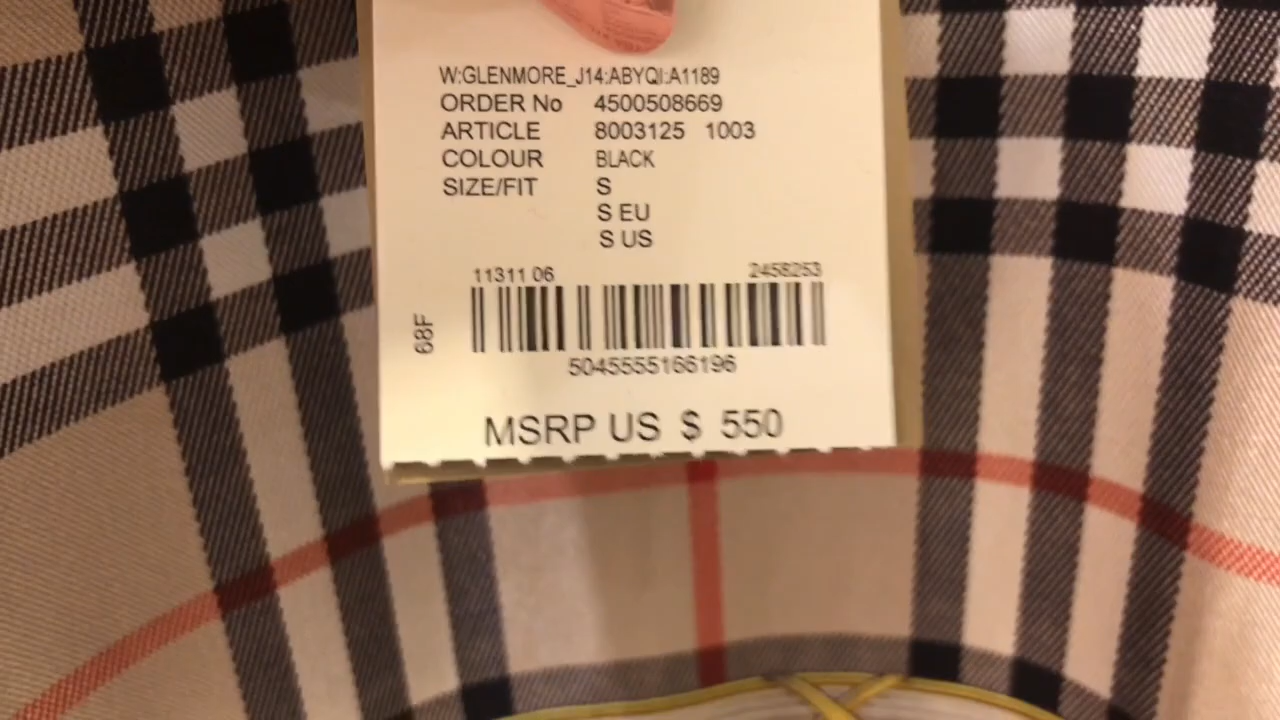 W:GLENMORE_J14:ABYQI:A1189
ORDER No 4500508669
ARTICLE 8003125 1003
COLOUR BLACK
SIZE/FIT S
S EU
S US
11311 06 2458253
68F
5045555166196
MSRP US $ 550